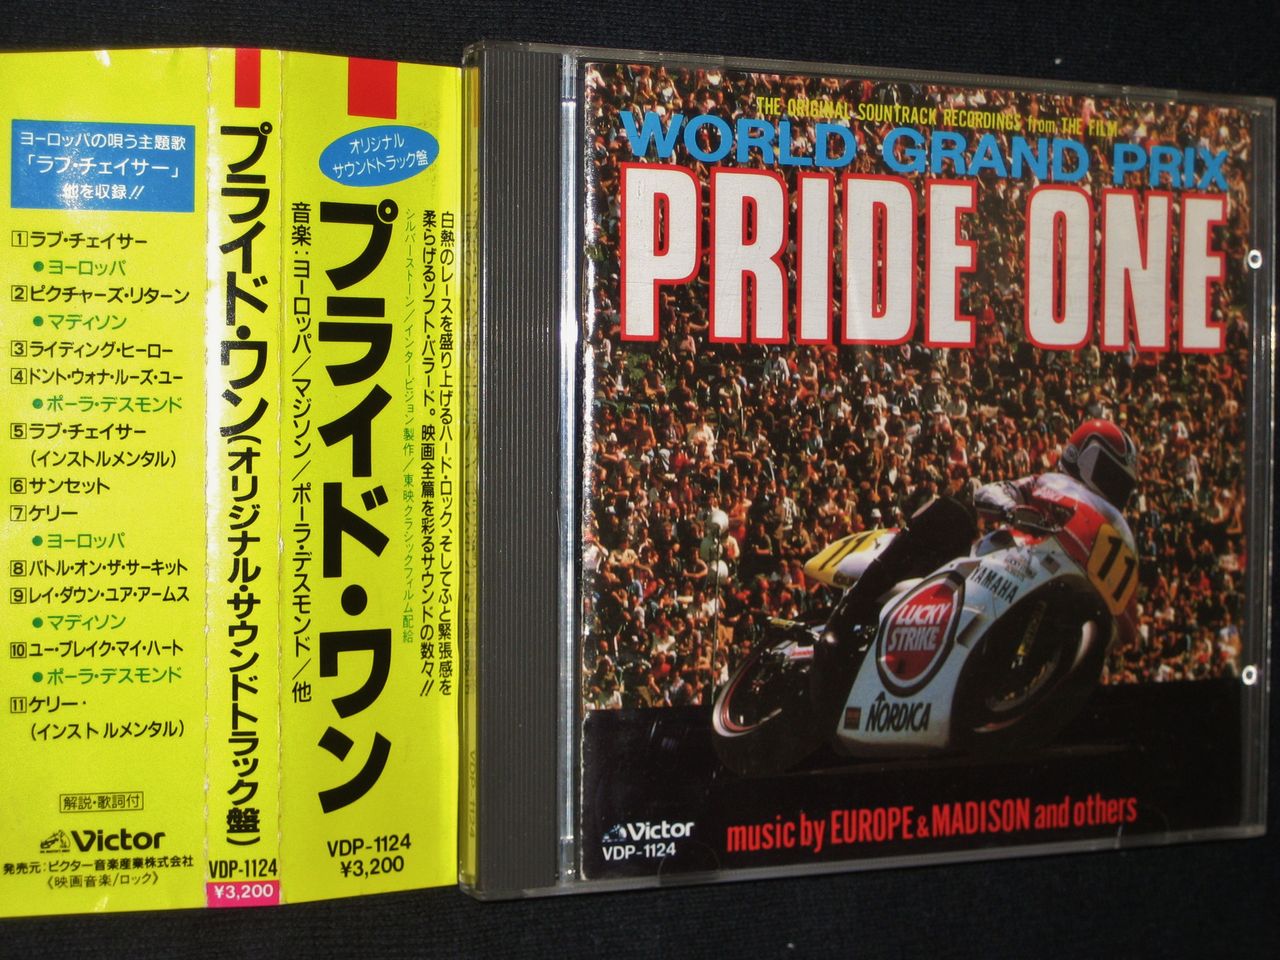 ヨーロッパの唄う主題歌
「ラブ・チェイサー」
他を収録!!
1 ラブ・チェイサー
●ヨーロッパ
2 ピクチャーズ・リターン
●マディソン
3 ライディング・ヒーロー
4 ドント・ウォナ・ルーズ・ユー
●ポーラ・デスモンド
5 ラブ・チェイサー
(インストルメンタル)
6 サンセット
7 ケリー
●ヨーロッパ
8 バトル・オン・ザ・サーキット
9 レイ・ダウン・ユア・アームス
●マディソン
10 ユー・ブレイク・マイ・ハート
●ポーラ・デスモンド
11 ケリー・
(インストルメンタル)
解説・歌詞付
Victor
発売元:ビクター音楽産業株式会社
《映画音楽/ロック》
プライド・ワン(オリジナル・サウンドトラック盤)
VDP-1124
¥3,200
オリジナル
サウンドトラック盤
白熱のレースを盛り上げるハード・ロック、そしてふと緊張感を
柔らげるソフト・バラード。映画全篇を彩るサウンドの数々!!
シルバーストーン/インタービジョン製作/東映クラシックフィルム配給
プライド・ワン
音楽:ヨーロッパ/マジソン/ポーラ・デスモンド/他
VDP-1124
¥3,200
VDP-1124
THE ORIGINAL SOUNTRACK RECORDINGS from THE FILM
WORLD GRAND PRIX
PRIDE ONE
11
11
YAMAHA
LUCKY
STRIKE
NORDICA
music by EUROPE & MADISON and others
Victor
VDP-1124